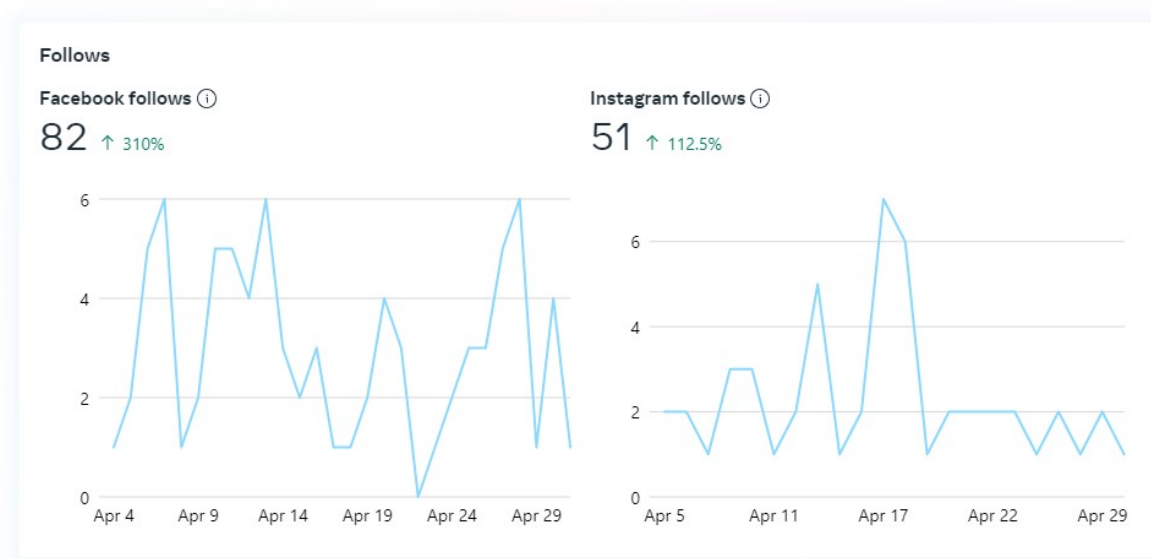 Follows
Facebook follows
82 ↑ 310%
6
4
2
0
Apr 4 Apr 9 Apr 14 Apr 19 Apr 24 Apr 29
Instagram follows
51 ↑ 112.5%
6
4
2
0
Apr 5 Apr 11 Apr 17 Apr 22 Apr 29